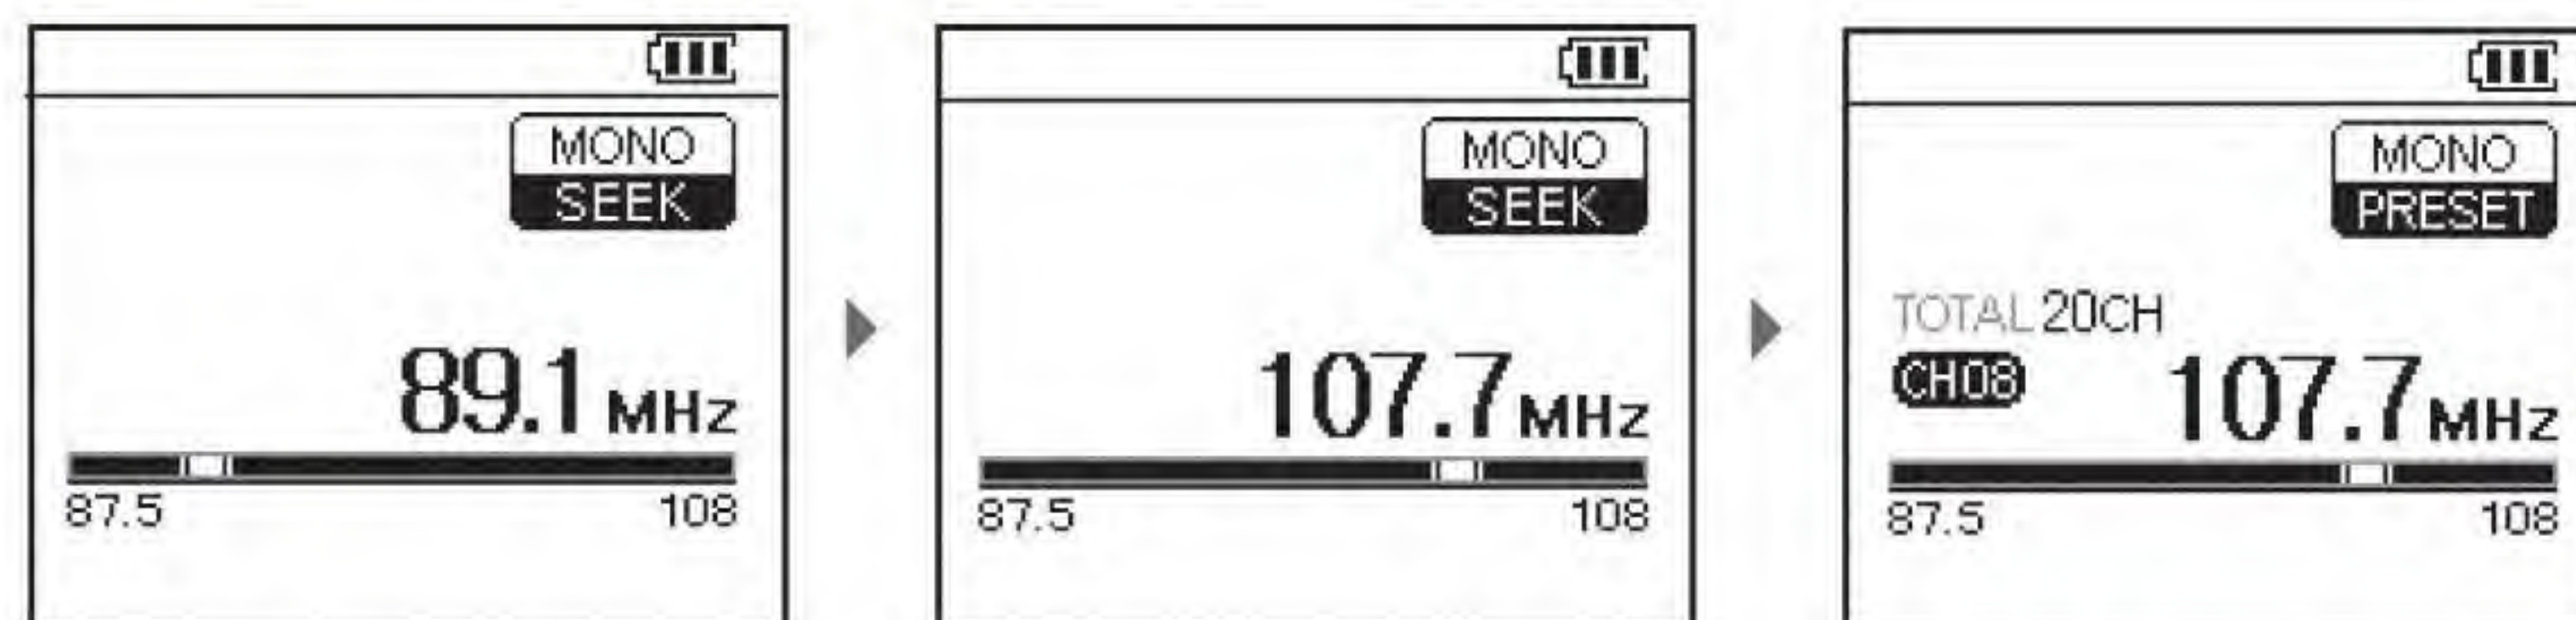 MONO
SEEK
89.1 MHz
87.5 108
MONO
SEEK
107.7 MHz
87.5 108
MONO
PRESET
TOTAL 20CH
CH08 107.7 MHz
87.5 108